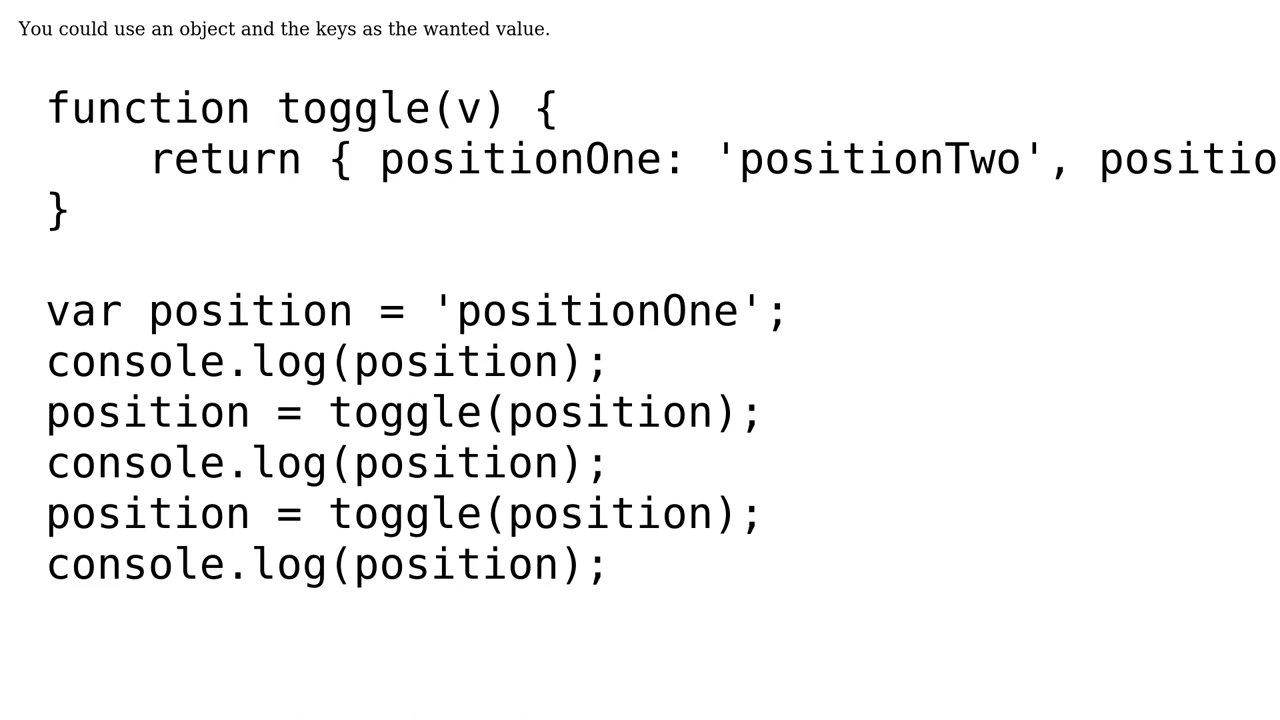 You could use an object and the keys as the wanted value.
function toggle(v) {
    return { positionOne: 'positionTwo', positio
}
var position = 'positionOne';
console.log(position);
position = toggle(position);
console.log(position);
position = toggle(position);
console.log(position);